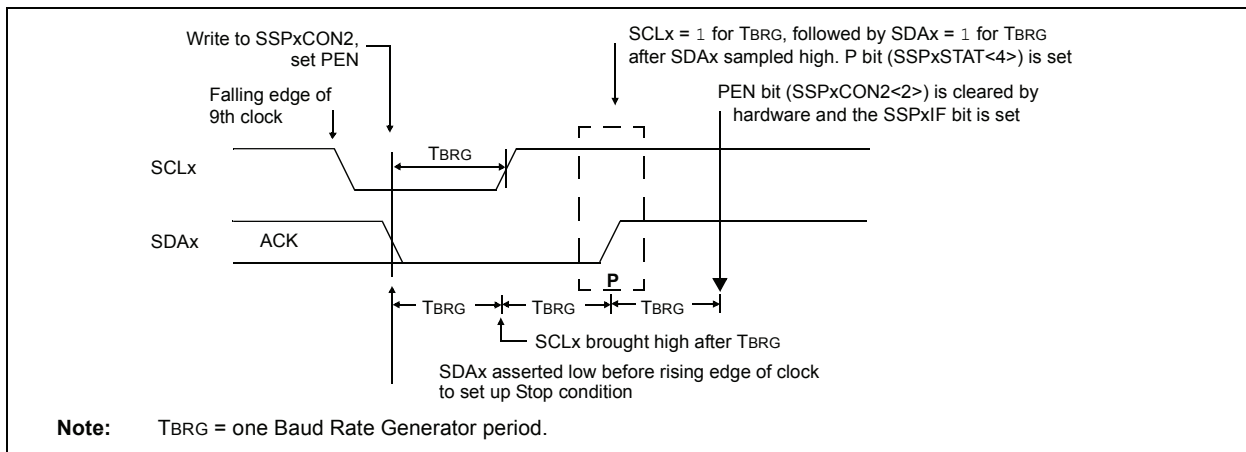 Write to SSPxCON2,
set PEN
SCLx = 1 for TBRG, followed by SDAx = 1 for TBRG
after SDAx sampled high. P bit (SSPxSTAT<4>) is set
Falling edge of
9th clock
PEN bit (SSPxCON2<2>) is cleared by
hardware and the SSPxIF bit is set
TBRG
SCLx
SDAx
ACK
P
TBRG
TBRG
TBRG
SCLx brought high after TBRG
SDAx asserted low before rising edge of clock
to set up Stop condition
Note: TBRG = one Baud Rate Generator period.